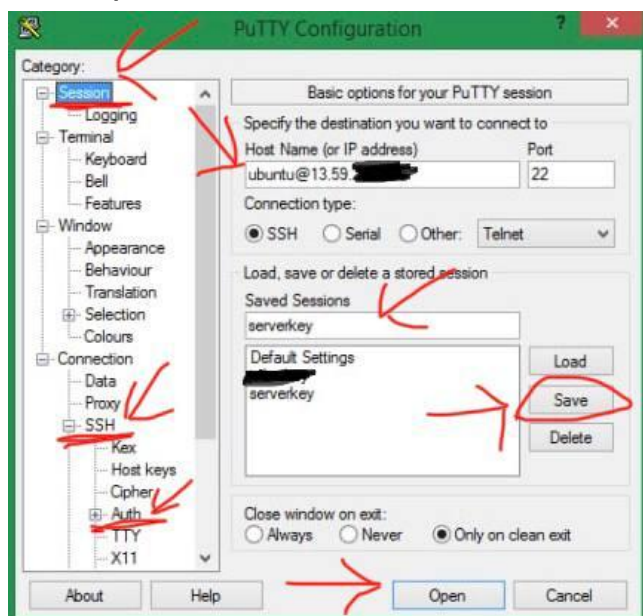 PuTTY Configuration ? ×
Category:
Session
Logging
Terminal
Keyboard
Bell
Features
Window
Appearance
Behaviour
Translation
Selection
Colours
Connection
Data
Proxy
SSH
Kex
Host keys
Cipher
Auth
TTY
X11
Basic options for your PuTTY session
Specify the destination you want to connect to
Host Name (or IP address) Port
ubuntu@13.59. 22
Connection type:
SSH Serial Other: Telnet
Load, save or delete a stored session
Saved Sessions
serverkey
Default Settings
serverkey
Load
Save
Delete
Close window on exit:
Always Never Only on clean exit
About Help Open Cancel